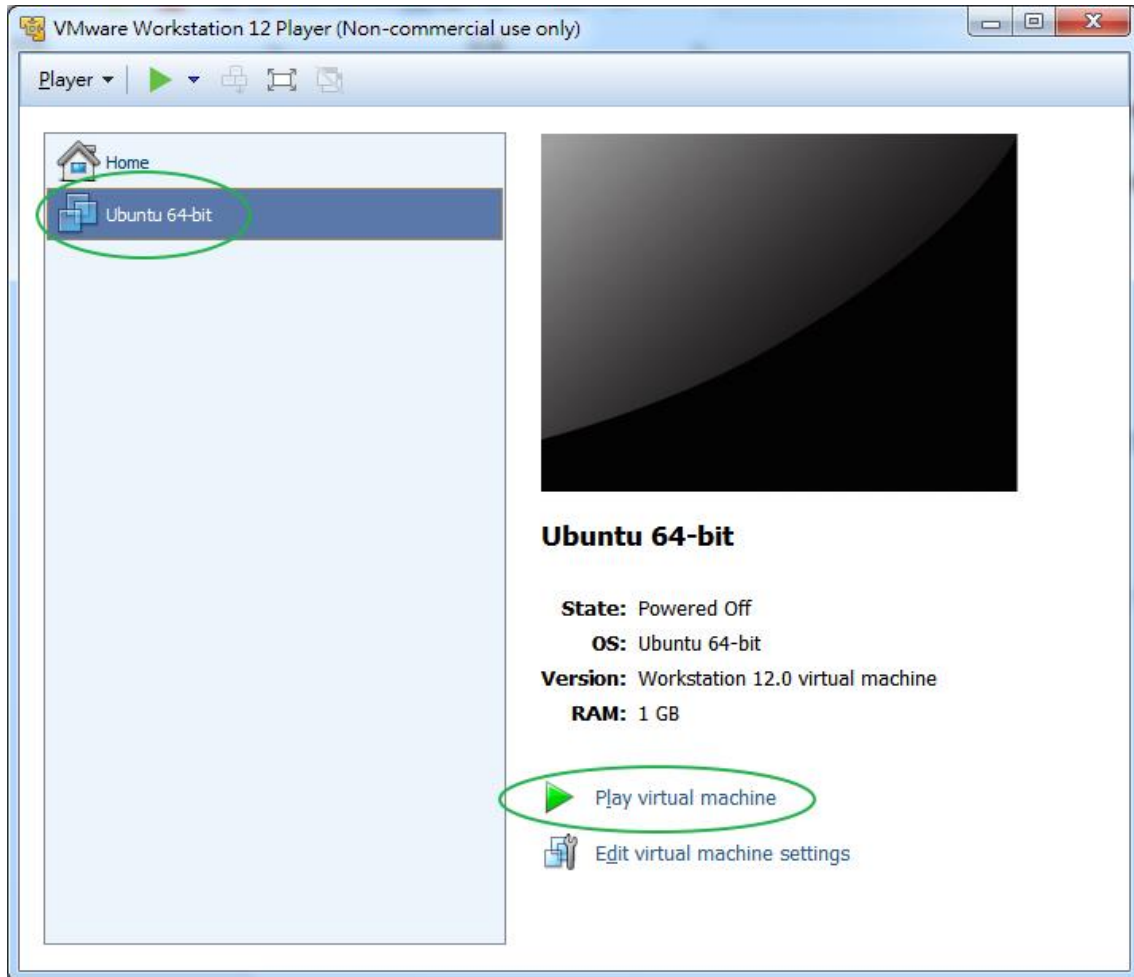 VMware Workstation 12 Player (Non-commercial use only)
Player
Home
Ubuntu 64-bit
Ubuntu 64-bit
State: Powered Off
OS: Ubuntu 64-bit
Version: Workstation 12.0 virtual machine
RAM: 1 GB
Play virtual machine
Edit virtual machine settings